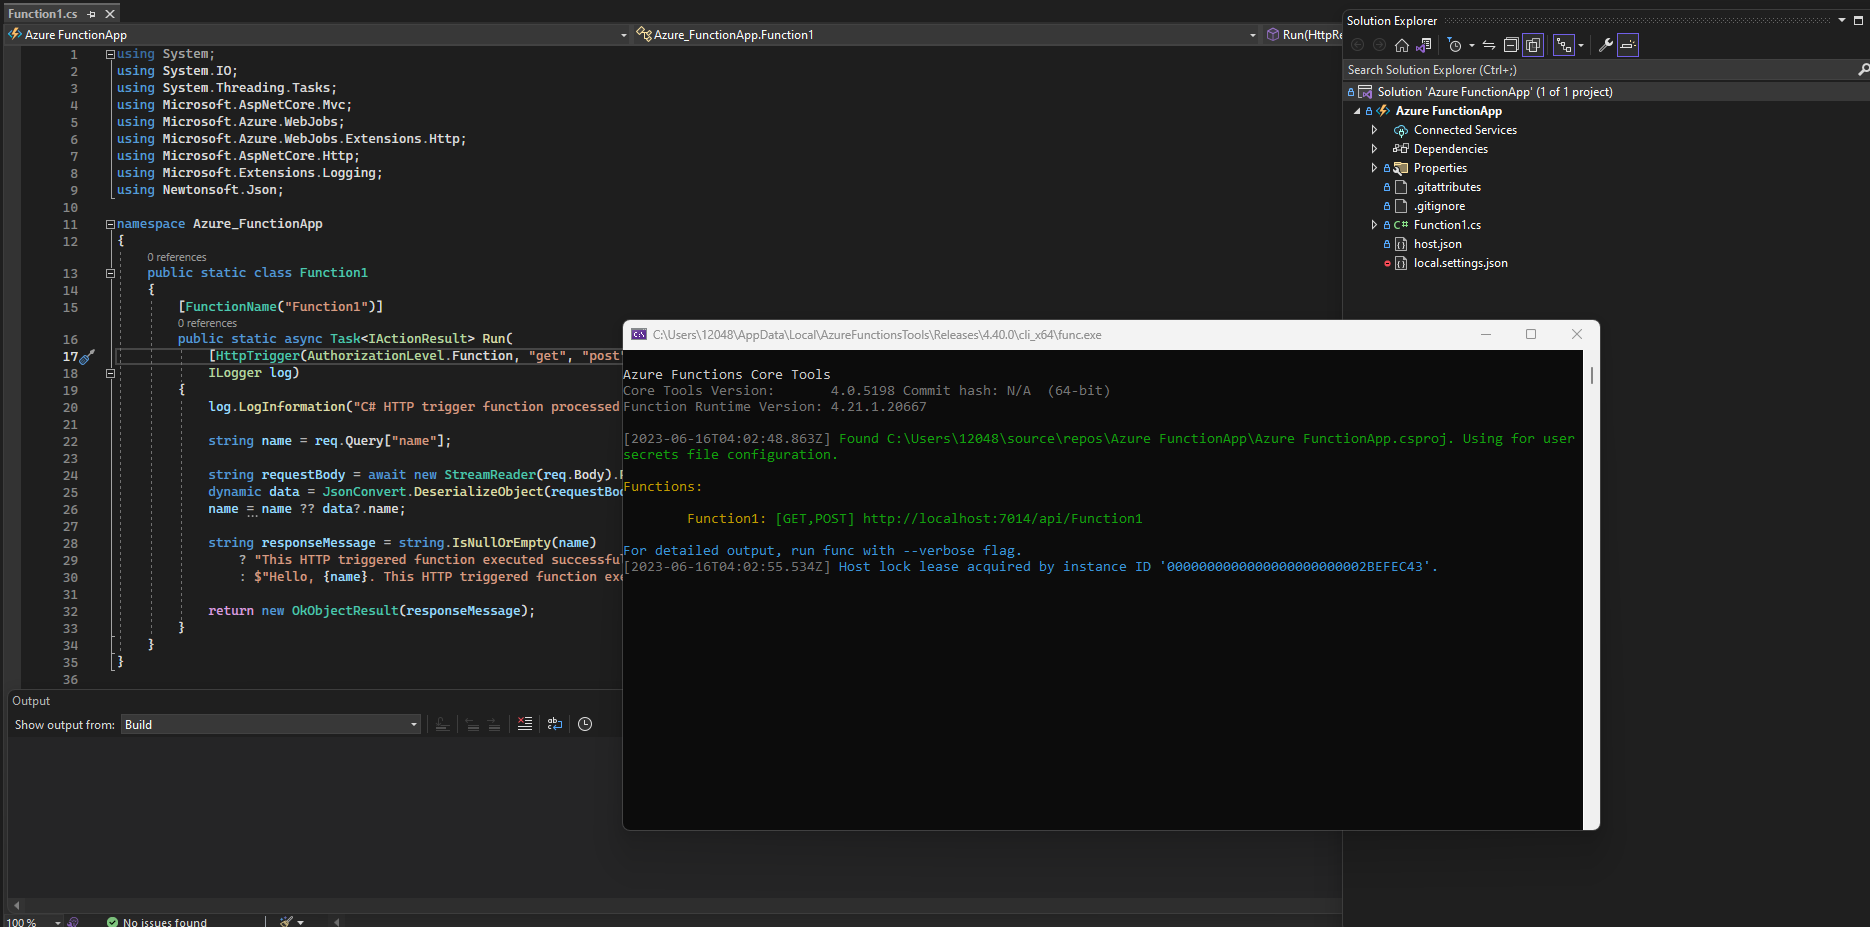 Function1.cs
Azure FunctionApp
Azure_FunctionApp.Function1
Run(HttpRe
1 using System;
2 using System.IO;
3 using System.Threading.Tasks;
4 using Microsoft.AspNetCore.Mvc;
5 using Microsoft.Azure.WebJobs;
6 using Microsoft.Azure.WebJobs.Extensions.Http;
7 using Microsoft.AspNetCore.Http;
8 using Microsoft.Extensions.Logging;
9 using Newtonsoft.Json;
10
11 namespace Azure_FunctionApp
12 {
0 references
13 public static class Function1
14 {
15 [FunctionName("Function1")]
0 references
16 public static async Task<IActionResult> Run(
17 [HttpTrigger(AuthorizationLevel.Function, "get", "post"
18 ILogger log)
19 {
20 log.LogInformation("C# HTTP trigger function processed
21
22 string name = req.Query["name"];
23
24 string requestBody = await new StreamReader(req.Body).
25 dynamic data = JsonConvert.DeserializeObject(requestBo
26 name = name ?? data?.name;
27
28 string responseMessage = string.IsNullOrEmpty(name)
29 ? "This HTTP triggered function executed successfu
30 : $"Hello, {name}. This HTTP triggered function exe
31
32 return new OkObjectResult(responseMessage);
33 }
34 }
35 }
36
Output
Show output from: Build
100 %
No issues found
C:\Users\12048\AppData\Local\AzureFunctionsTools\Releases\4.40.0\cli_x64\func.exe
Azure Functions Core Tools
Core Tools Version: 4.0.5198 Commit hash: N/A (64-bit)
Function Runtime Version: 4.21.1.20667
[2023-06-16T04:02:48.863Z] Found C:\Users\12048\source\repos\Azure FunctionApp\Azure FunctionApp.csproj. Using for user
secrets file configuration.
Functions:
Function1: [GET,POST] http://localhost:7014/api/Function1
For detailed output, run func with --verbose flag.
[2023-06-16T04:02:55.534Z] Host lock lease acquired by instance ID '0000000000000000000000002BEFEC43'.
Solution Explorer
Search Solution Explorer (Ctrl+;)
Solution 'Azure FunctionApp' (1 of 1 project)
Azure FunctionApp
Connected Services
Dependencies
Properties
.gitattributes
.gitignore
C# Function1.cs
host.json
local.settings.json